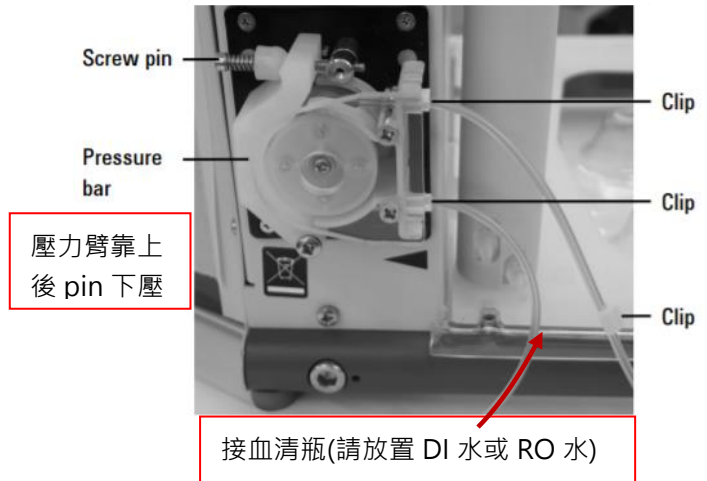 Screw pin
Clip
Pressure
bar
Clip
壓力臂靠上
後 pin 下壓
Clip
接血清瓶(請放置 DI 水或 RO 水)